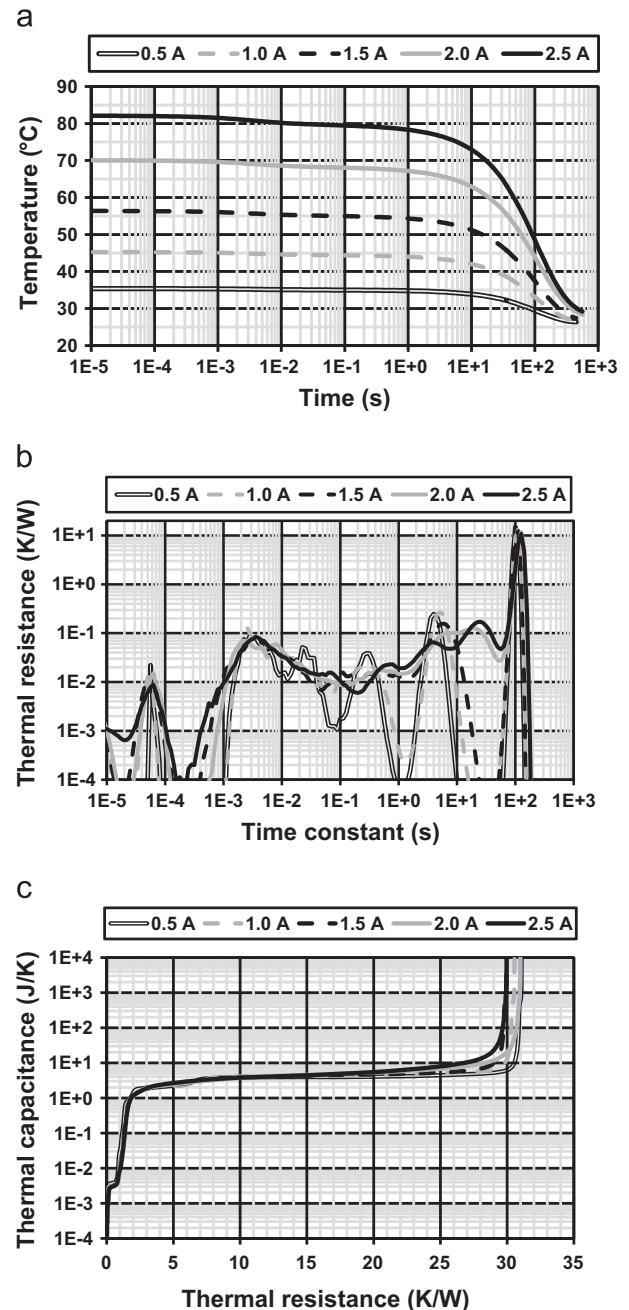 a
0.5 A 1.0 A 1.5 A 2.0 A 2.5 A
90
80
70
60
50
40
30
20
Temperature (°C)
1E-5 1E-4 1E-3 1E-2 1E-1 1E+0 1E+1 1E+2 1E+3
Time (s)
b
0.5 A 1.0 A 1.5 A 2.0 A 2.5 A
1E+1
1E+0
1E-1
1E-2
1E-3
1E-4
Thermal resistance (K/W)
1E-5 1E-4 1E-3 1E-2 1E-1 1E+0 1E+1 1E+2 1E+3
Time constant (s)
c
0.5 A 1.0 A 1.5 A 2.0 A 2.5 A
1E+4
1E+3
1E+2
1E+1
1E+0
1E-1
1E-2
1E-3
1E-4
Thermal capacitance (J/K)
0 5 10 15 20 25 30 35
Thermal resistance (K/W)